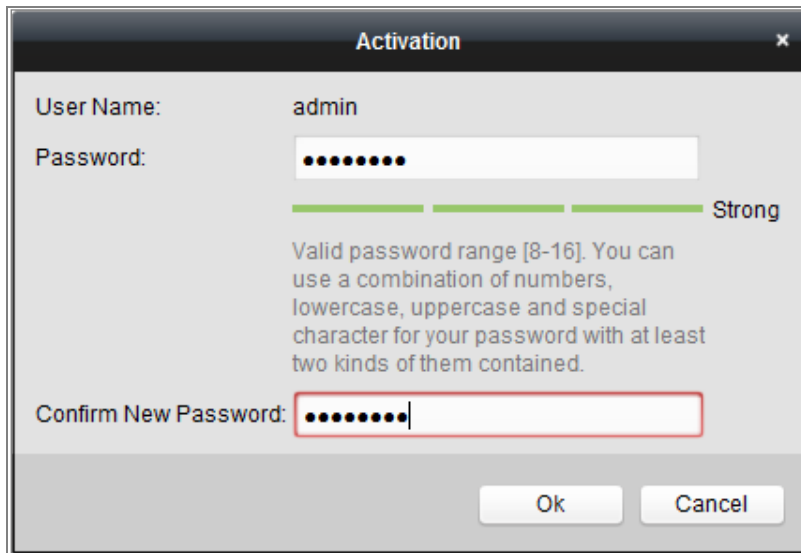 Activation
×
User Name: admin
Password: ●●●●●●●●
Strong
Valid password range [8-16]. You can
use a combination of numbers,
lowercase, uppercase and special
character for your password with at least
two kinds of them contained.
Confirm New Password: ●●●●●●●●
Ok Cancel